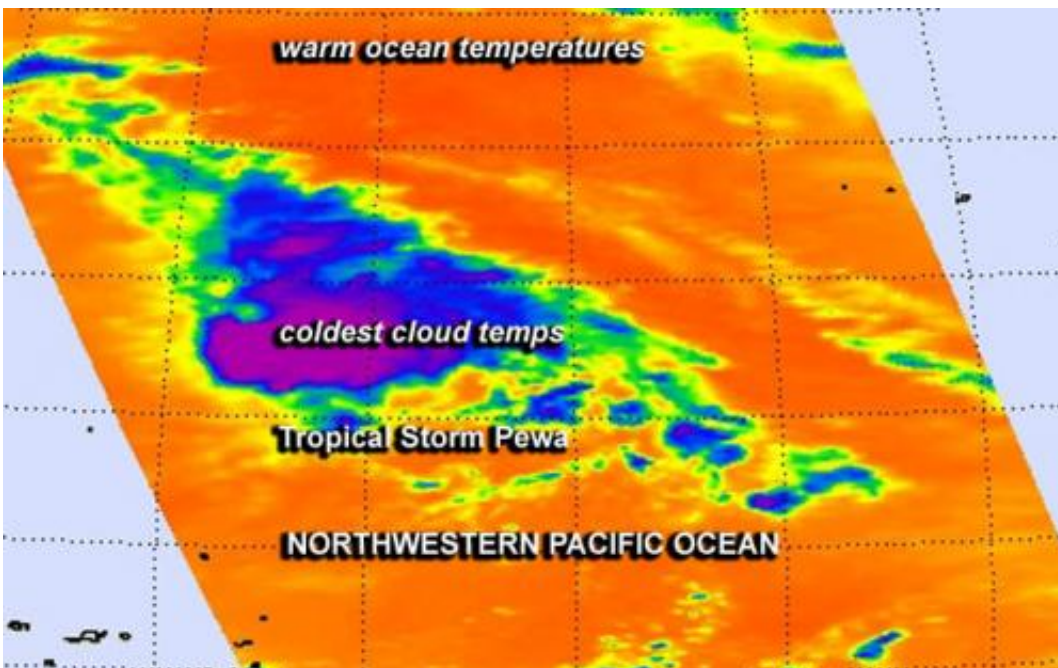 warm ocean temperatures
coldest cloud temps
Tropical Storm Pewa
NORTHWESTERN PACIFIC OCEAN